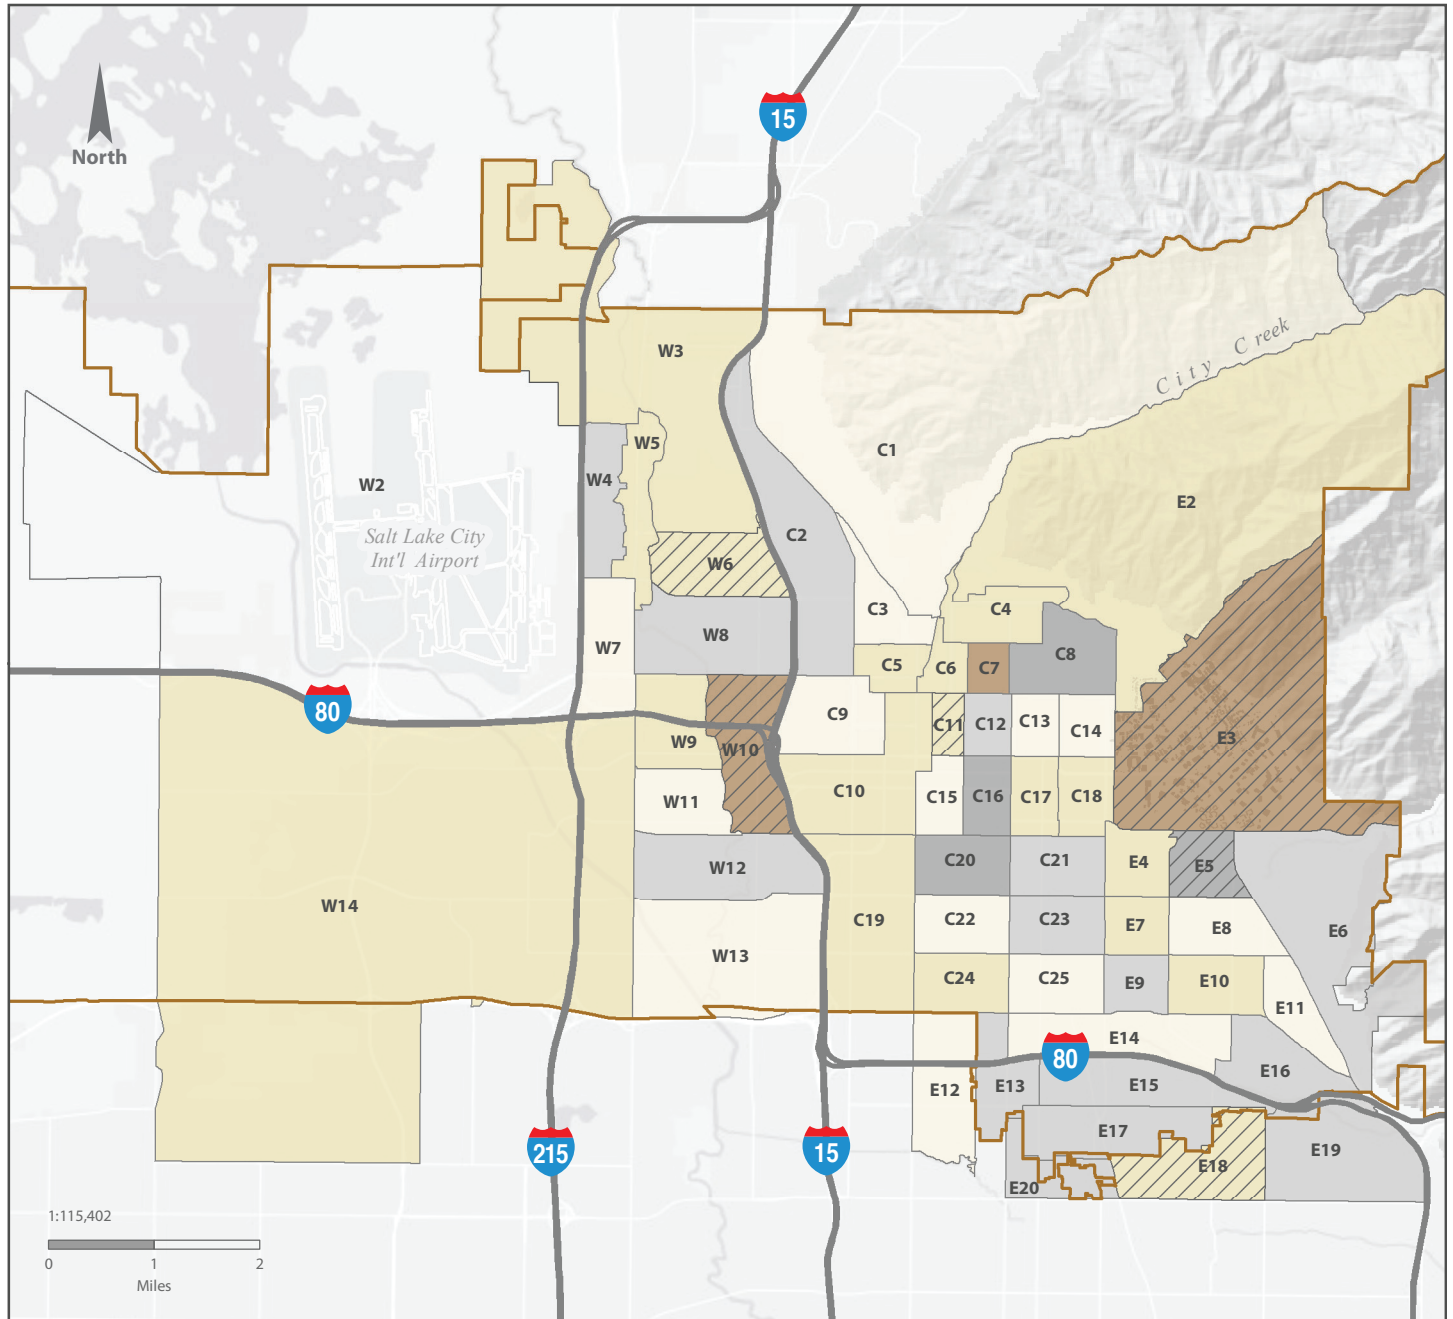 15
North
W3
City Creek
C1
W5
W4
W2
E2
C2
Salt Lake City
Int'l Airport
W6
C3
C4
W8
W7
C5
C6
C7
C8
80
C9
C11
C12
C13
C14
W9
W10
E3
W11
C10
C15
C16
C17
C18
W12
C20
C21
E4
E5
W14
C19
C22
C23
E7
E8
E6
W13
C24
C25
E9
E10
E11
E14
80
E12
E13
E15
E16
215
15
E17
E18
E19
E20
1:115,402
0 1 2
Miles